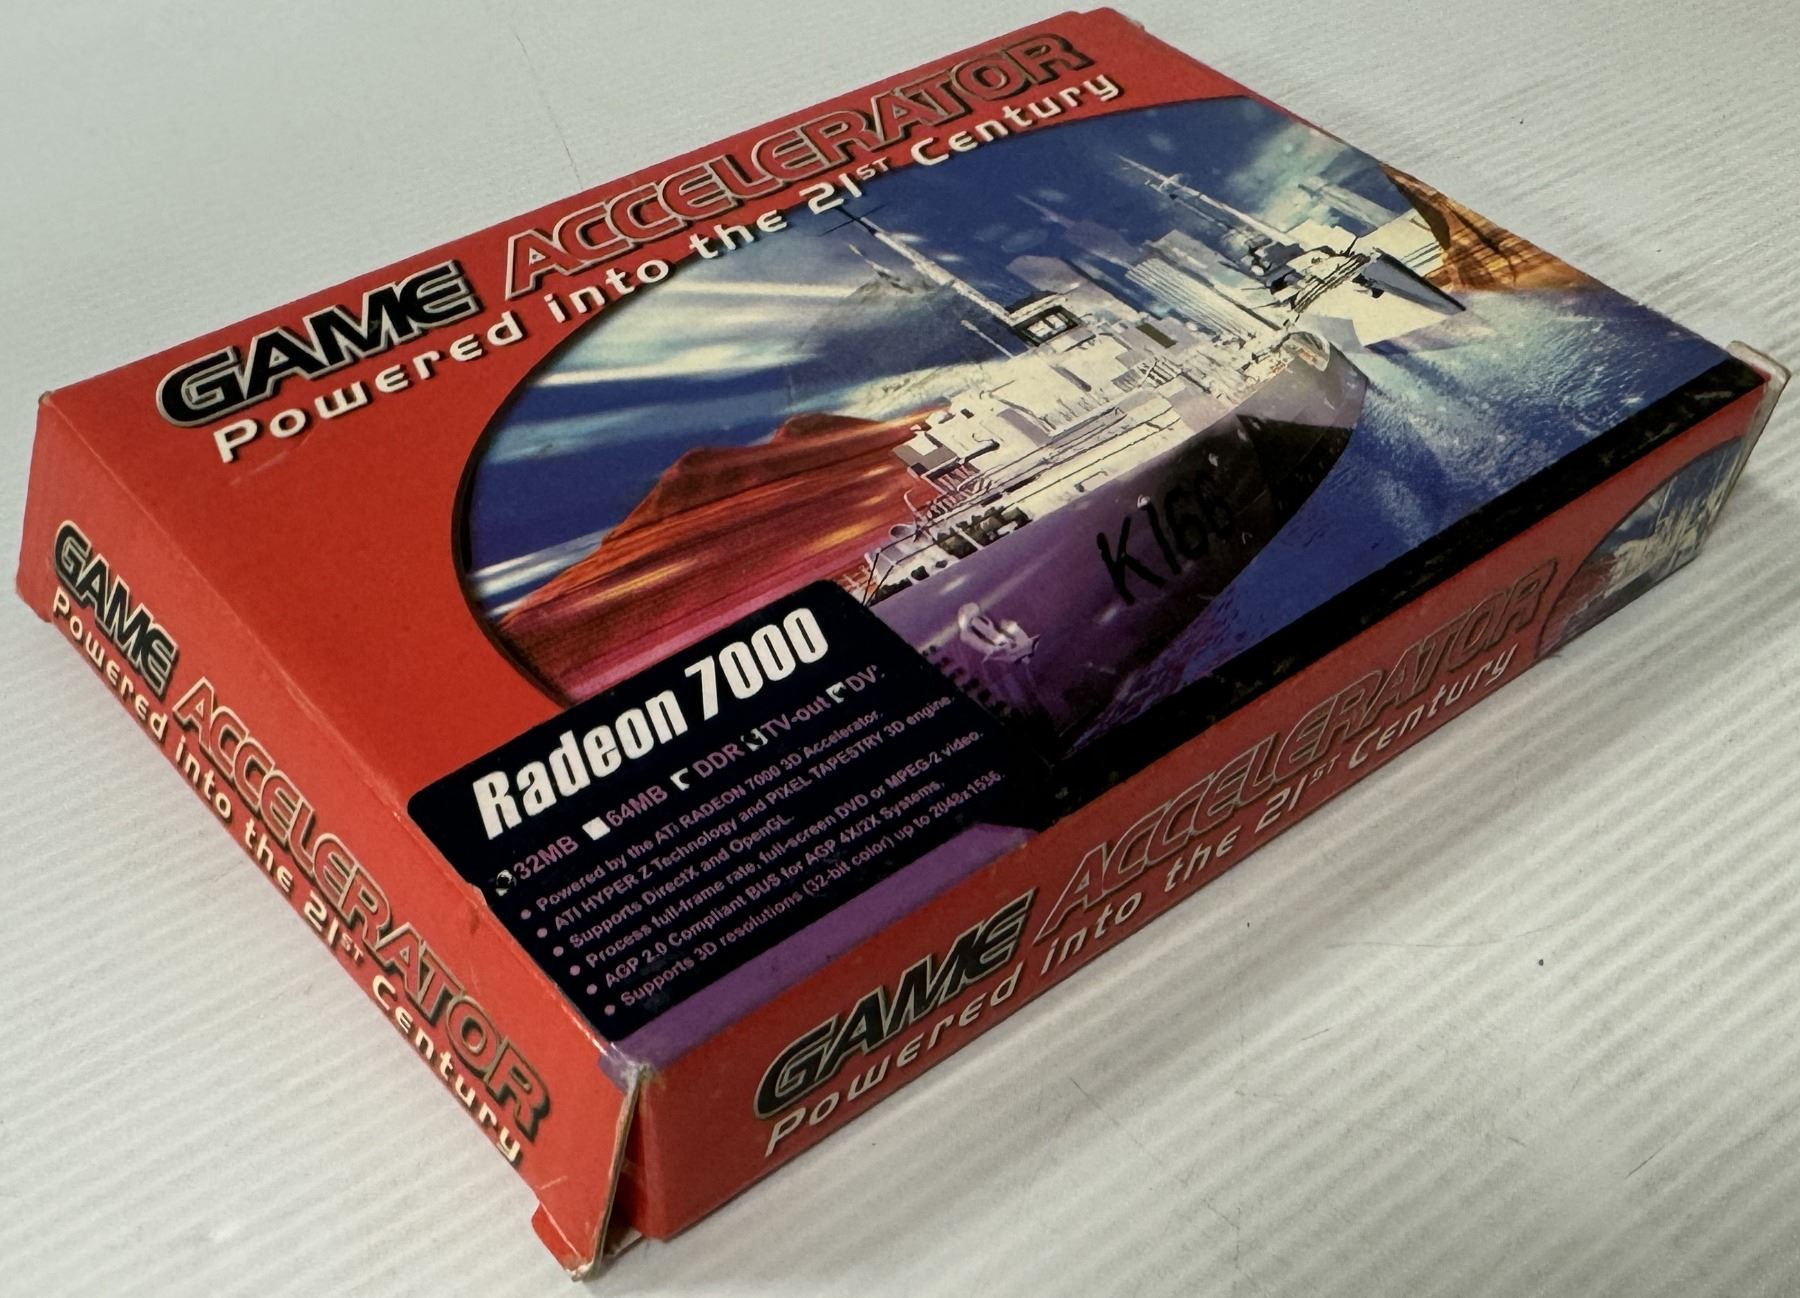 GAME ACCELERATOR
Powered into the 21ST Century
K166
Radeon 7000
32MB 64MB DDR TV-out DVI
• Powered by the ATi RADEON 7000 3D Accelerator.
• ATI HYPER Z Technology and PIXEL TAPESTRY 3D engine
• Supports DirectX and OpenGL.
• Process full-frame rate, full-screen DVD or MPEG-2 video.
• AGP 2.0 Compliant BUS for AGP 4X/2X Systems,
• Supports 3D resolutions (32-bit color) up to 2048x1536.
GAME ACCELERATOR
Powered into the 21ST Century
GAME ACCELERATOR
Powered into the 21ST Century